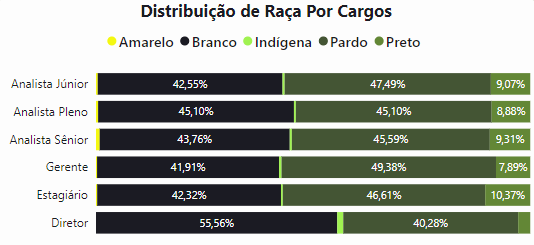 Distribuição de Raça Por Cargos
Amarelo Branco Indígena Pardo Preto
Analista Júnior 42,55% 47,49% 9,07%
Analista Pleno 45,10% 45,10% 8,88%
Analista Sênior 43,76% 45,59% 9,31%
Gerente 41,91% 49,38% 7,89%
Estagiário 42,32% 46,61% 10,37%
Diretor 55,56% 40,28%